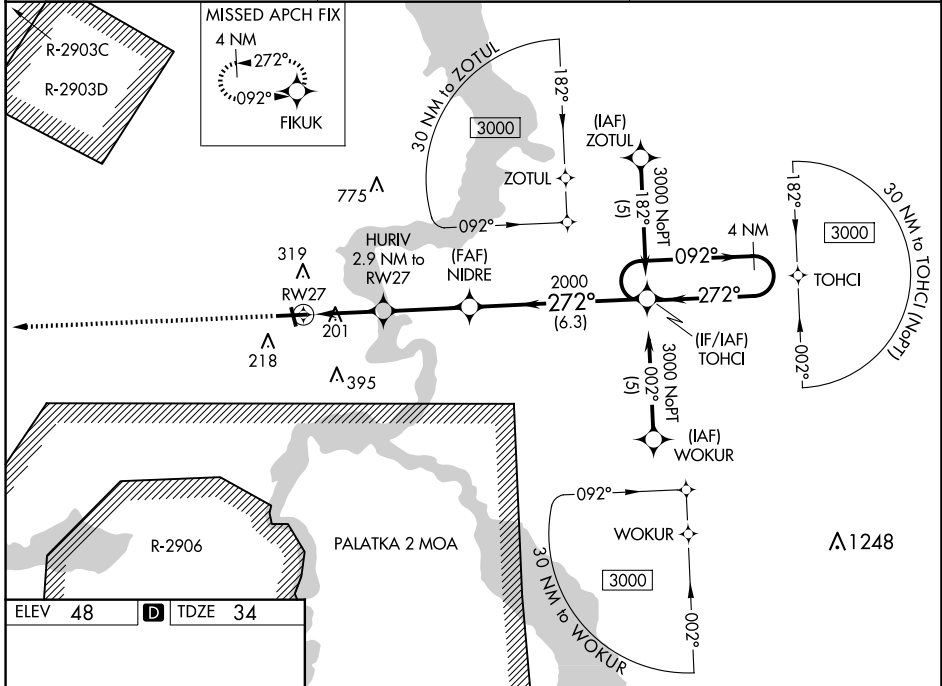 MISSED APCH FIX
4 NM
272°
092°
FIKUK
R-2903C
R-2903D
30 NM to ZOTUL
3000
182°
ZOTUL
092°
(IAF)
ZOTUL
3000 NoPT
182°
(5)
182°
3000
TOHCI
002°
30 NM to TOHCI (NoPT)
4 NM
092°
272°
(IF/IAF)
TOHCI
775
HURIV
2.9 NM to
RW27
(FAF)
NIDRE
2000
272°
(6.3)
319
RW27
201
218
395
3000 NoPT
002°
(5)
(IAF)
WOKUR
092°
WOKUR
3000
002°
30 NM to WOKUR
1248
R-2906
PALATKA 2 MOA
ELEV 48 D TDZE 34